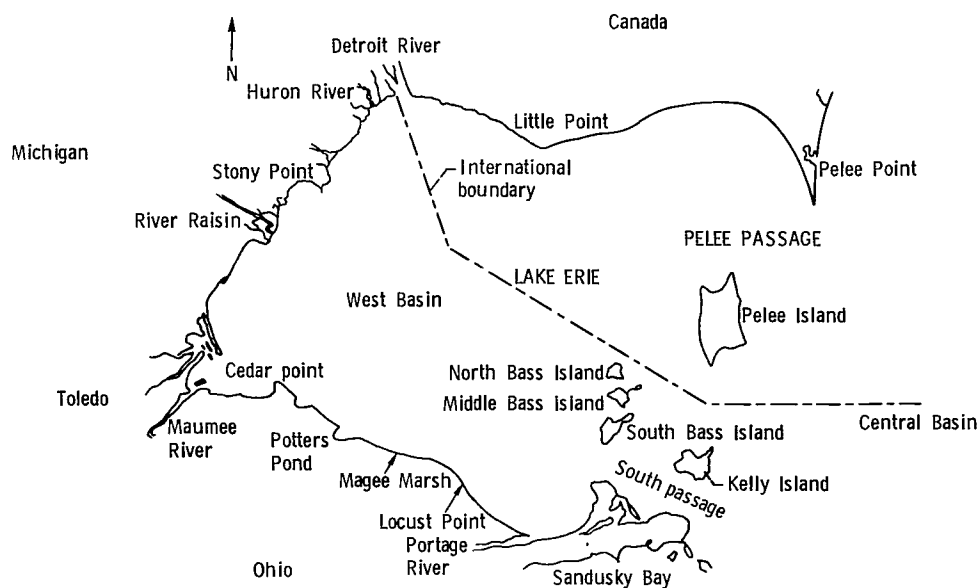 Canada
Detroit River
N
Huron River
Little Point
Michigan
Stony Point
International
boundary
Pelee Point
River Raisin
PELEE PASSAGE
LAKE ERIE
West Basin
Pelee Island
Cedar point
North Bass Island
Toledo
Middle Bass island
Central Basin
Maumee
River
Potters
Pond
South Bass Island
Magee Marsh
South passage
Kelly Island
Locust Point
Portage
River
Ohio
Sandusky Bay